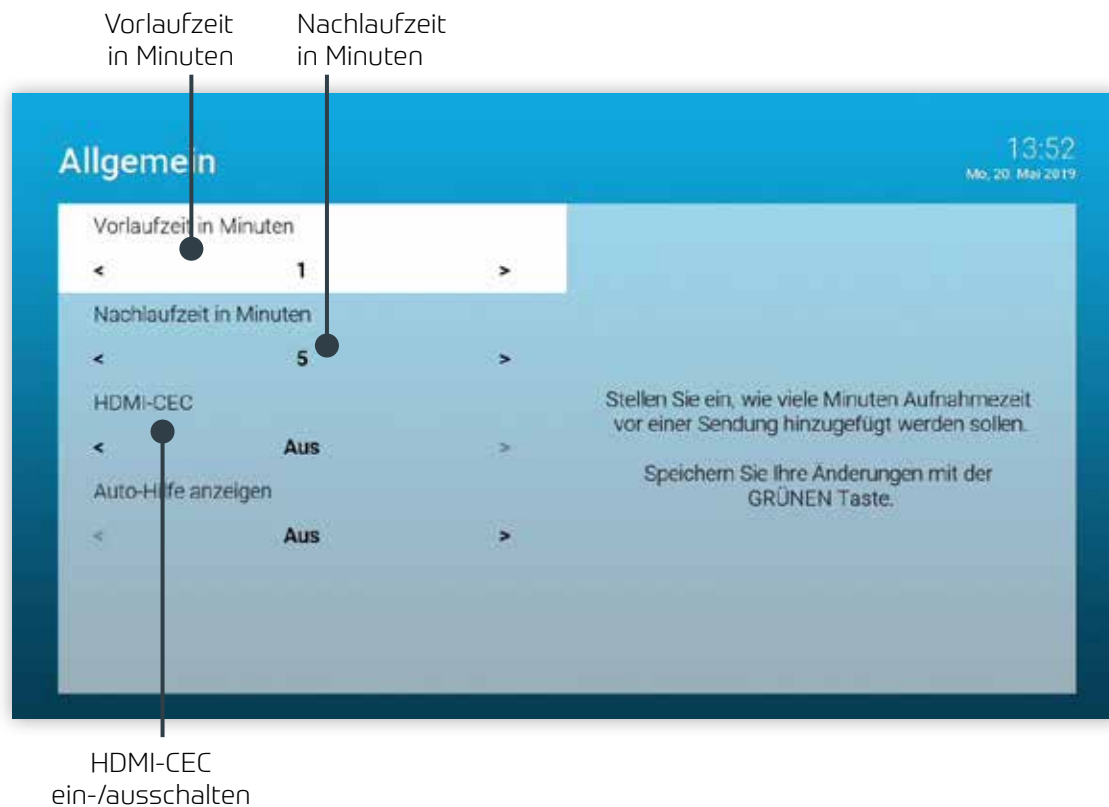 Vorlaufzeit
in Minuten
Nachlaufzeit
in Minuten
Allgemein
13:52
Mo, 20. Mai 2019
Vorlaufzeit in Minuten
< 1 >
Nachlaufzeit in Minuten
< 5 >
HDMI-CEC
< Aus >
Auto-Hilfe anzeigen
< Aus >
Stellen Sie ein, wie viele Minuten Aufnahmezeit
vor einer Sendung hinzugefügt werden sollen.
Speichern Sie Ihre Änderungen mit der
GRÜNEN Taste.
HDMI-CEC
ein-/ausschalten